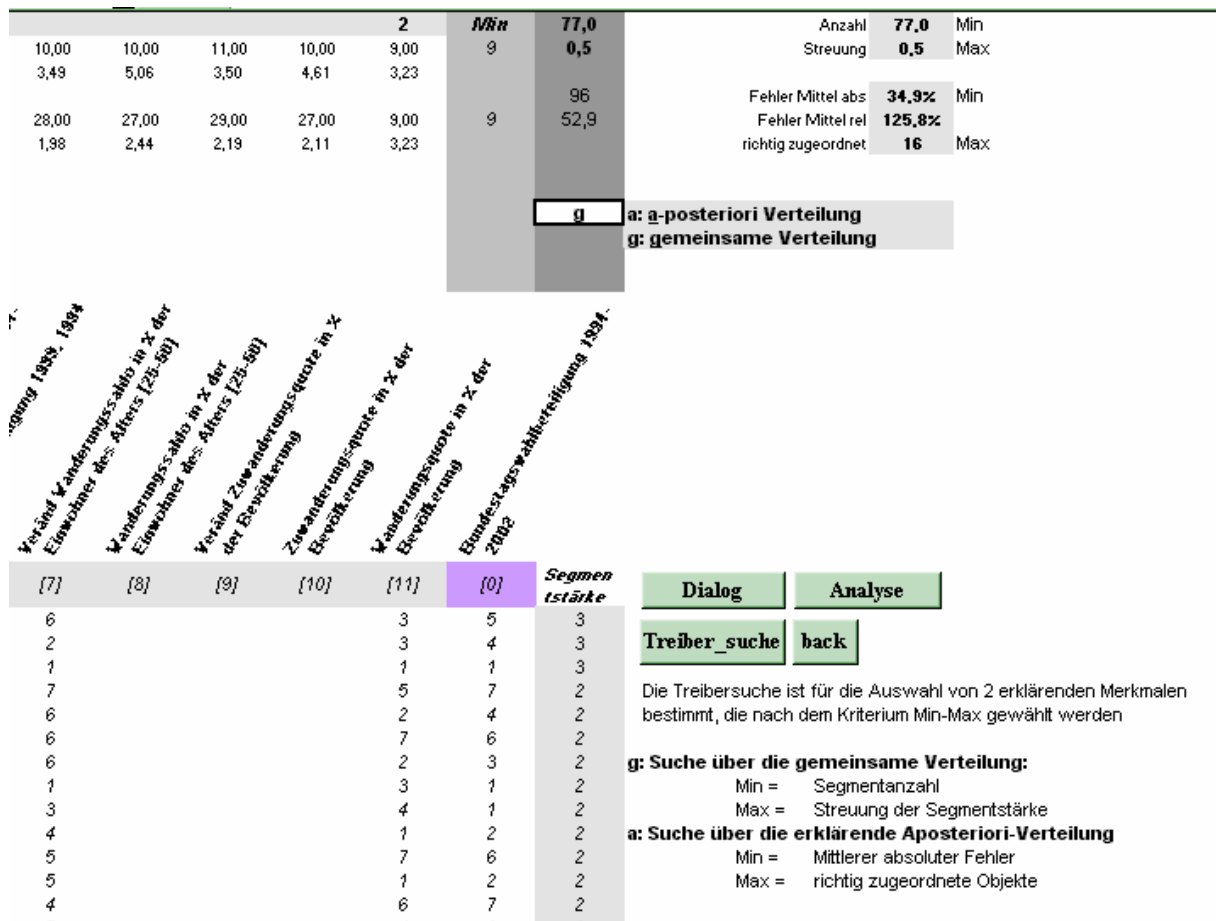 2 Min 77,0 Anzahl 77,0 Min
10,00 10,00 11,00 10,00 9,00 9 0,5 Streuung 0,5 Max
3,49 5,06 3,50 4,61 3,23
96 Fehler Mittel abs 34,9% Min
28,00 27,00 29,00 27,00 9,00 9 52,9 Fehler Mittel rel 125,8%
1,98 2,44 2,19 2,11 3,23 richtig zugeordnet 16 Max
g a: a-posteriori Verteilung
g: gemeinsame Verteilung
igung 1999, 1994
Veränd Wanderungssaldo in % der
Einwohner des Alters [25-50)
Wanderungssaldo in % der
Einwohner des Alters [25-50)
Veränd Zuwanderungsquote in %
der Bevölkerung
Zuwanderungsquote in % der
Bevölkerung
Wanderungsquote in % der
Bevölkerung
Bundestagswahlbeteiligung 1994-
2002
[7] [8] [9] [10] [11] [0] Segmen
tstärke
Dialog Analyse
6 3 5 3
2 3 4 3
Treiber_suche back
1 1 1 3
7 5 7 2
Die Treibersuche ist für die Auswahl von 2 erklärenden Merkmalen
6 2 4 2
bestimmt, die nach dem Kriterium Min-Max gewählt werden
6 7 6 2
6 2 3 2 g: Suche über die gemeinsame Verteilung:
1 3 1 2 Min = Segmentanzahl
3 4 1 2 Max = Streuung der Segmentstärke
4 1 2 2 a: Suche über die erklärende Aposteriori-Verteilung
5 7 6 2 Min = Mittlerer absoluter Fehler
5 1 2 2 Max = richtig zugeordnete Objekte
4 6 7 2